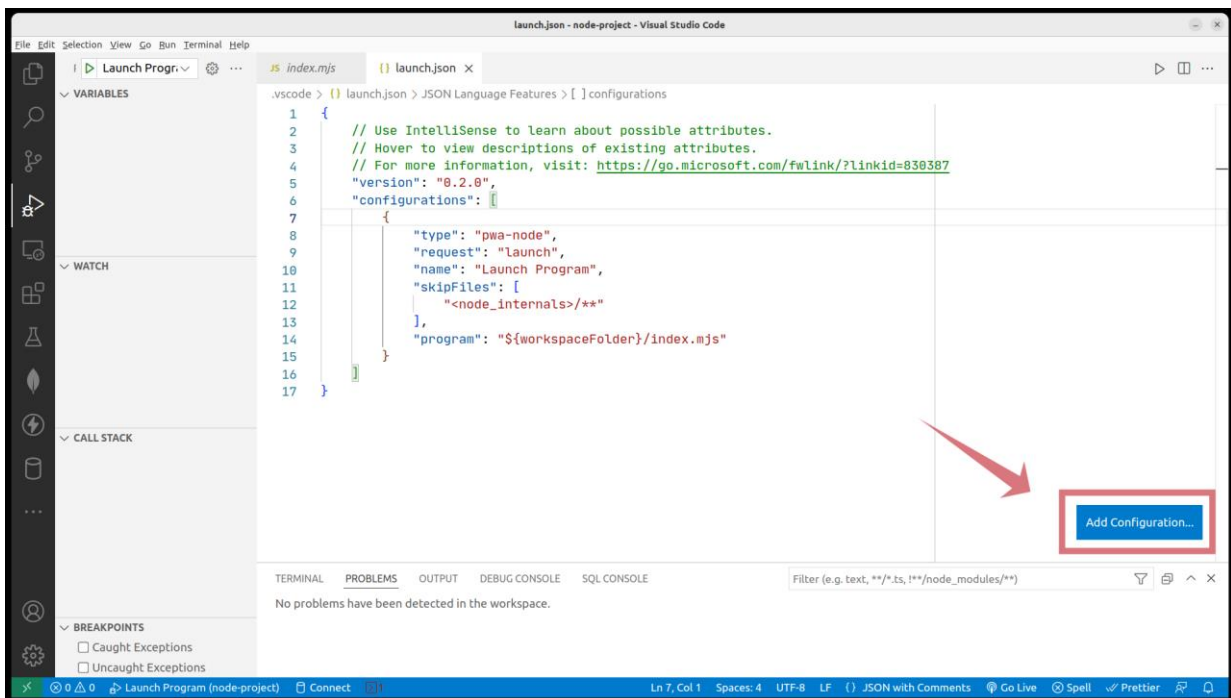 launch.json - node-project - Visual Studio Code
File Edit Selection View Go Run Terminal Help
Launch Progr
JS index.mjs
{} launch.json
VARIABLES
.vscode > {} launch.json > JSON Language Features > [ ] configurations
1 {
2 // Use IntelliSense to learn about possible attributes.
3 // Hover to view descriptions of existing attributes.
4 // For more information, visit: https://go.microsoft.com/fwlink/?linkid=830387
5 "version": "0.2.0",
6 "configurations": [
7 {
8 "type": "pwa-node",
9 "request": "launch",
10 "name": "Launch Program",
11 "skipFiles": [
12 "<node_internals>/**"
13 ],
14 "program": "${workspaceFolder}/index.mjs"
15 }
16 ]
17 }
WATCH
CALL STACK
Add Configuration...
TERMINAL PROBLEMS OUTPUT DEBUG CONSOLE SQL CONSOLE
Filter (e.g. text, **/*.ts, !**/node_modules/**)
No problems have been detected in the workspace.
BREAKPOINTS
Caught Exceptions
Uncaught Exceptions
0 0 Launch Program (node-project) Connect Ln 7, Col 1 Spaces: 4 UTF-8 LF {} JSON with Comments Go Live Spell Prettier